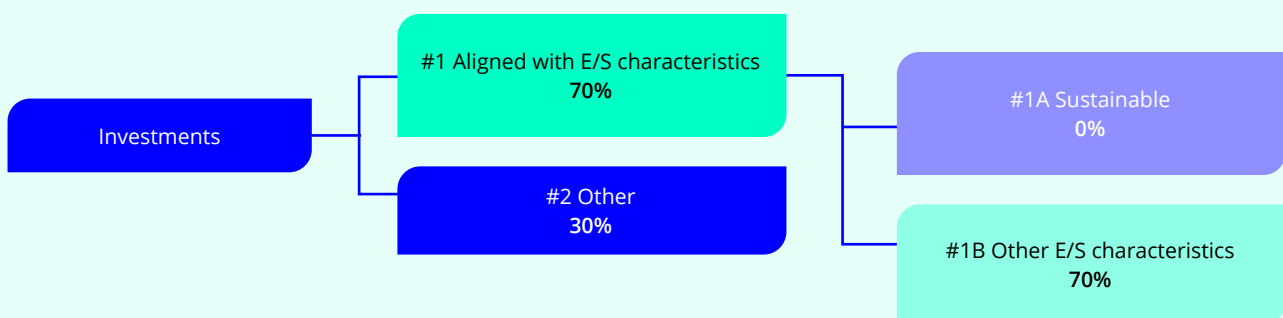 Investments
#1 Aligned with E/S characteristics
70%
#2 Other
30%
#1A Sustainable
0%
#1B Other E/S characteristics
70%